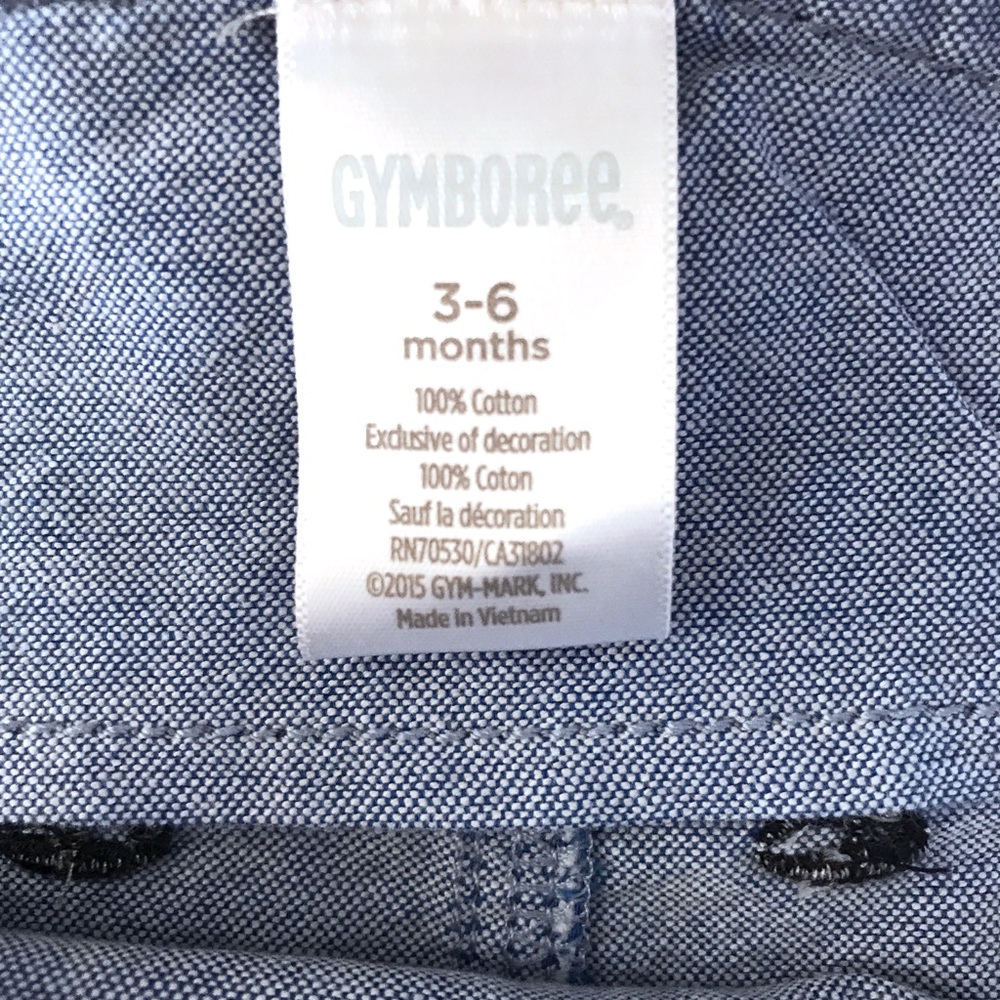 GYMBORee®
3-6
months
100% Cotton
Exclusive of decoration
100% Coton
Sauf la décoration
RN70530/CA31802
©2015 GYM-MARK, INC.
Made in Vietnam